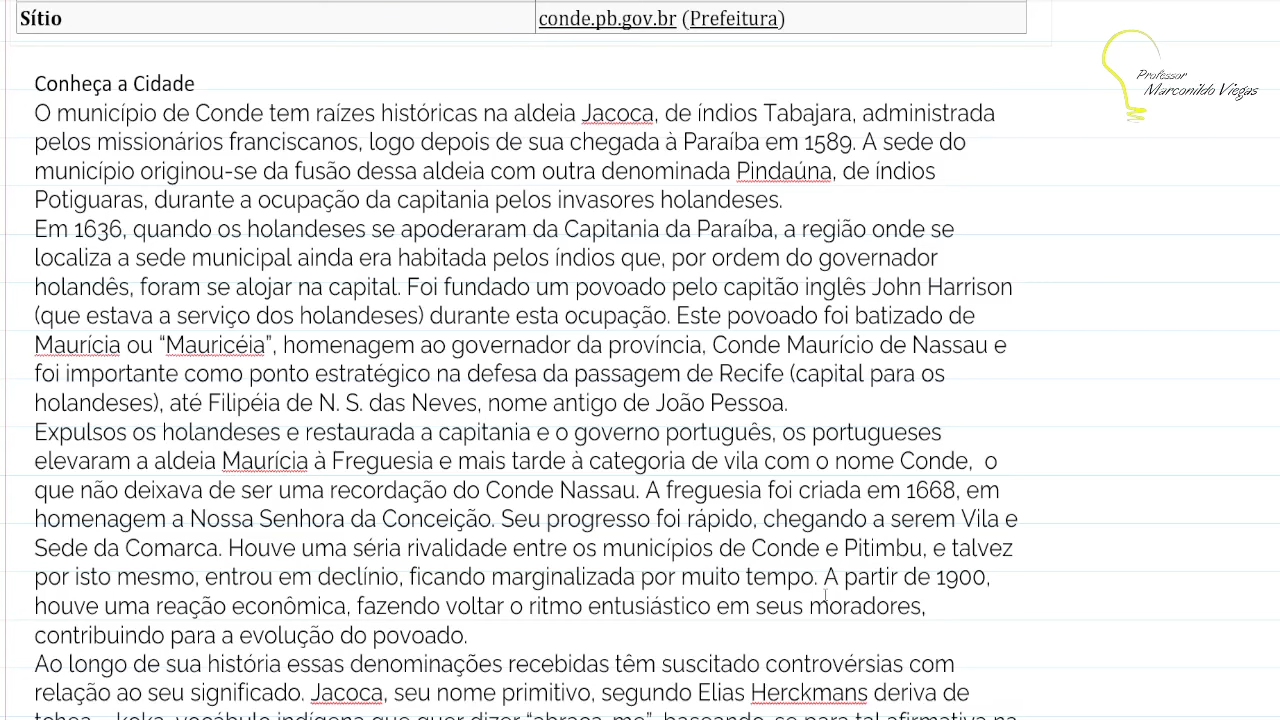 Sítio conde.pb.gov.br (Prefeitura)
Professor
Marconildo Viegas
Conheça a Cidade
O município de Conde tem raízes históricas na aldeia Jacoca, de índios Tabajara, administrada
pelos missionários franciscanos, logo depois de sua chegada à Paraíba em 1589. A sede do
município originou-se da fusão dessa aldeia com outra denominada Pindaúna, de índios
Potiguaras, durante a ocupação da capitania pelos invasores holandeses.
Em 1636, quando os holandeses se apoderaram da Capitania da Paraíba, a região onde se
localiza a sede municipal ainda era habitada pelos índios que, por ordem do governador
holandês, foram se alojar na capital. Foi fundado um povoado pelo capitão inglês John Harrison
(que estava a serviço dos holandeses) durante esta ocupação. Este povoado foi batizado de
Maurícia ou “Mauricéia”, homenagem ao governador da província, Conde Maurício de Nassau e
foi importante como ponto estratégico na defesa da passagem de Recife (capital para os
holandeses), até Filipéia de N. S. das Neves, nome antigo de João Pessoa.
Expulsos os holandeses e restaurada a capitania e o governo português, os portugueses
elevaram a aldeia Maurícia à Freguesia e mais tarde à categoria de vila com o nome Conde,  o
que não deixava de ser uma recordação do Conde Nassau. A freguesia foi criada em 1668, em
homenagem a Nossa Senhora da Conceição. Seu progresso foi rápido, chegando a serem Vila e
Sede da Comarca. Houve uma séria rivalidade entre os municípios de Conde e Pitimbu, e talvez
por isto mesmo, entrou em declínio, ficando marginalizada por muito tempo. A partir de 1900,
houve uma reação econômica, fazendo voltar o ritmo entusiástico em seus moradores,
contribuindo para a evolução do povoado.
Ao longo de sua história essas denominações recebidas têm suscitado controvérsias com
relação ao seu significado. Jacoca, seu nome primitivo, segundo Elias Herckmans deriva de
koka, vocábulo indígena que quer dizer “abraça-me”, baseando-se para tal afirmativa na